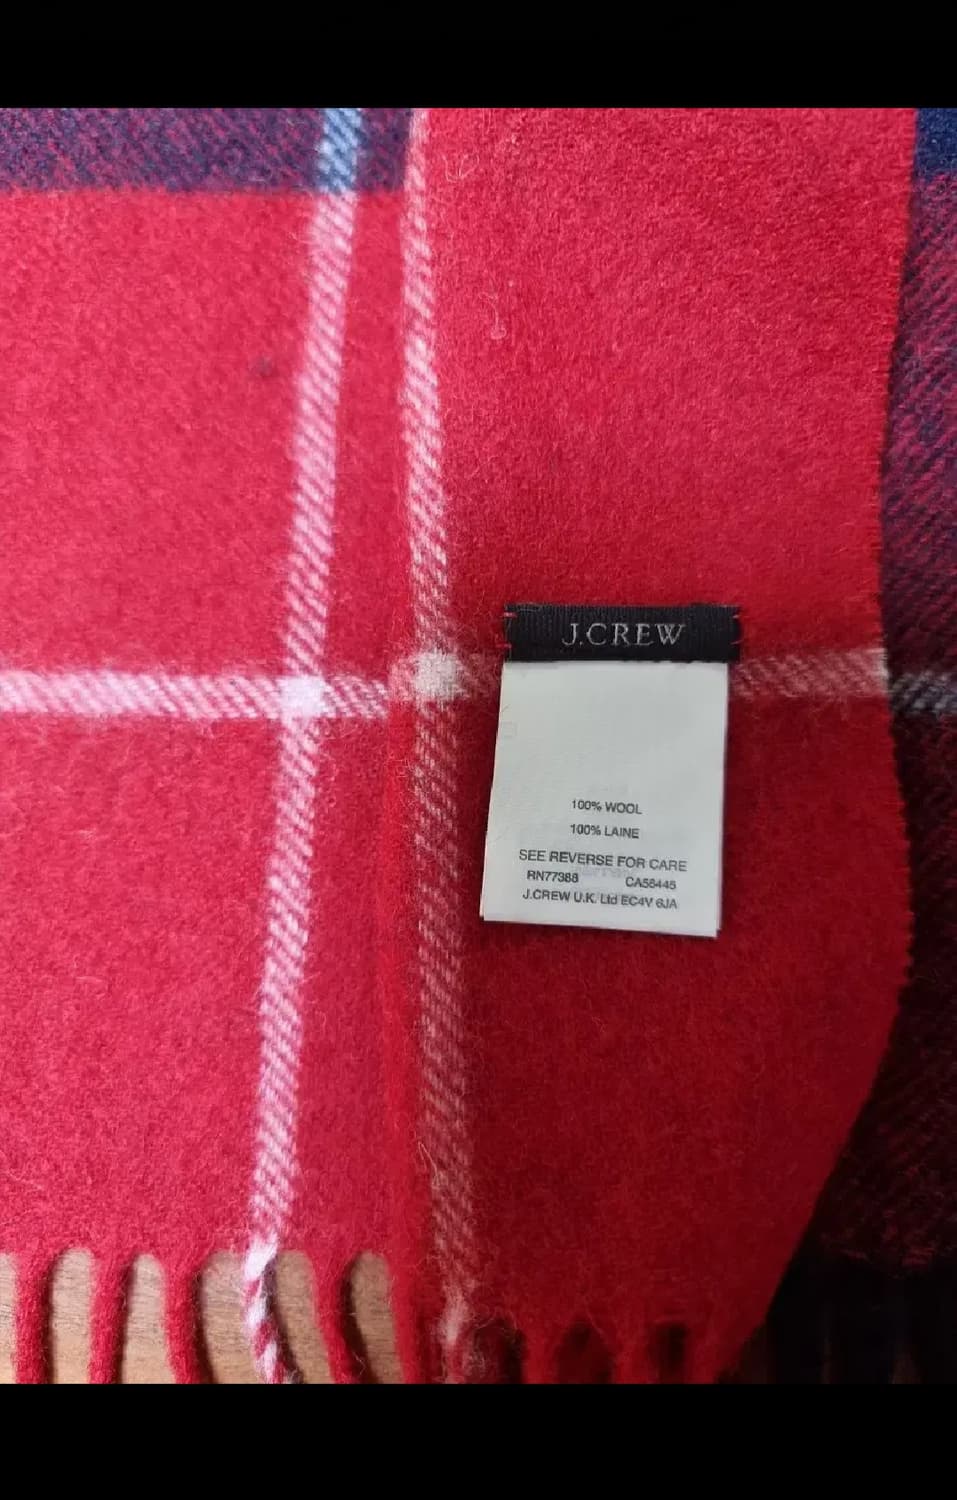 J.CREW
100% WOOL
100% LAINE
SEE REVERSE FOR CARE
RN77388 CA56445
J.CREW U.K. Ltd EC4V 6JA